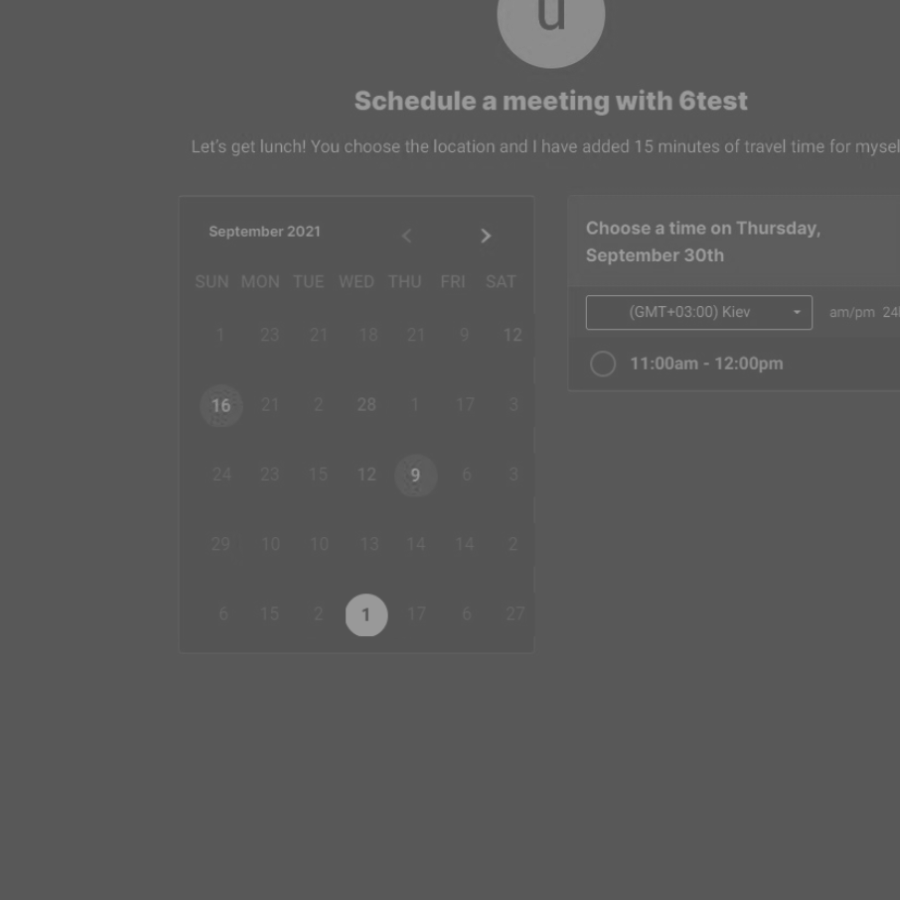 u
Schedule a meeting with 6test
Let's get lunch! You choose the location and I have added 15 minutes of travel time for mysel
September 2021
SUN MON TUE WED THU FRI SAT
1 23 21 18 21 9 12
16 21 2 28 1 17 3
24 23 15 12 9 6 3
29 10 10 13 14 14 2
6 15 2 1 17 6 27
Choose a time on Thursday,
September 30th
(GMT+03:00) Kiev am/pm 24
11:00am - 12:00pm